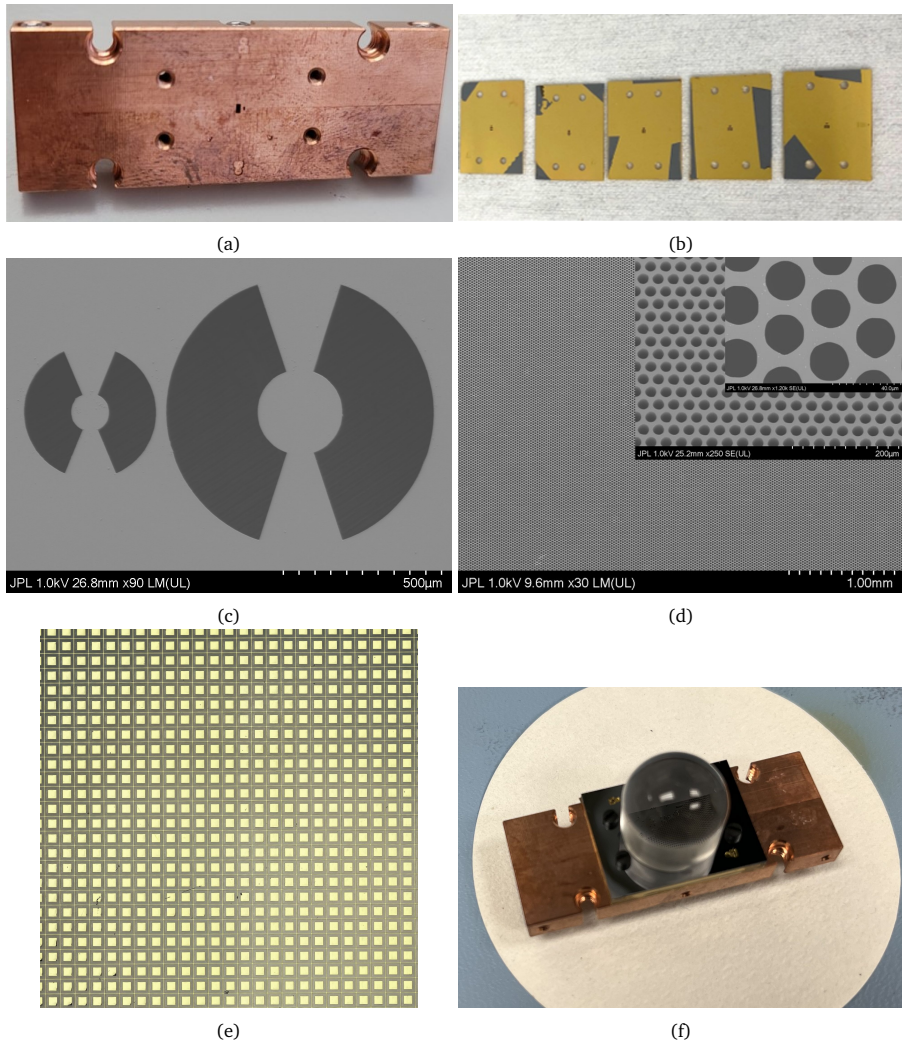 (a)
(b)
JPL 1.0kV 26.8mm x90 LM(UL)
500µm
JPL 1.0kV 26.8mm x1.20k SE(UL)
40.0µm
JPL 1.0kV 25.2mm x250 SE(UL)
200µm
JPL 1.0kV 9.6mm x30 LM(UL)
1.00mm
(c)
(d)
(e)
(f)